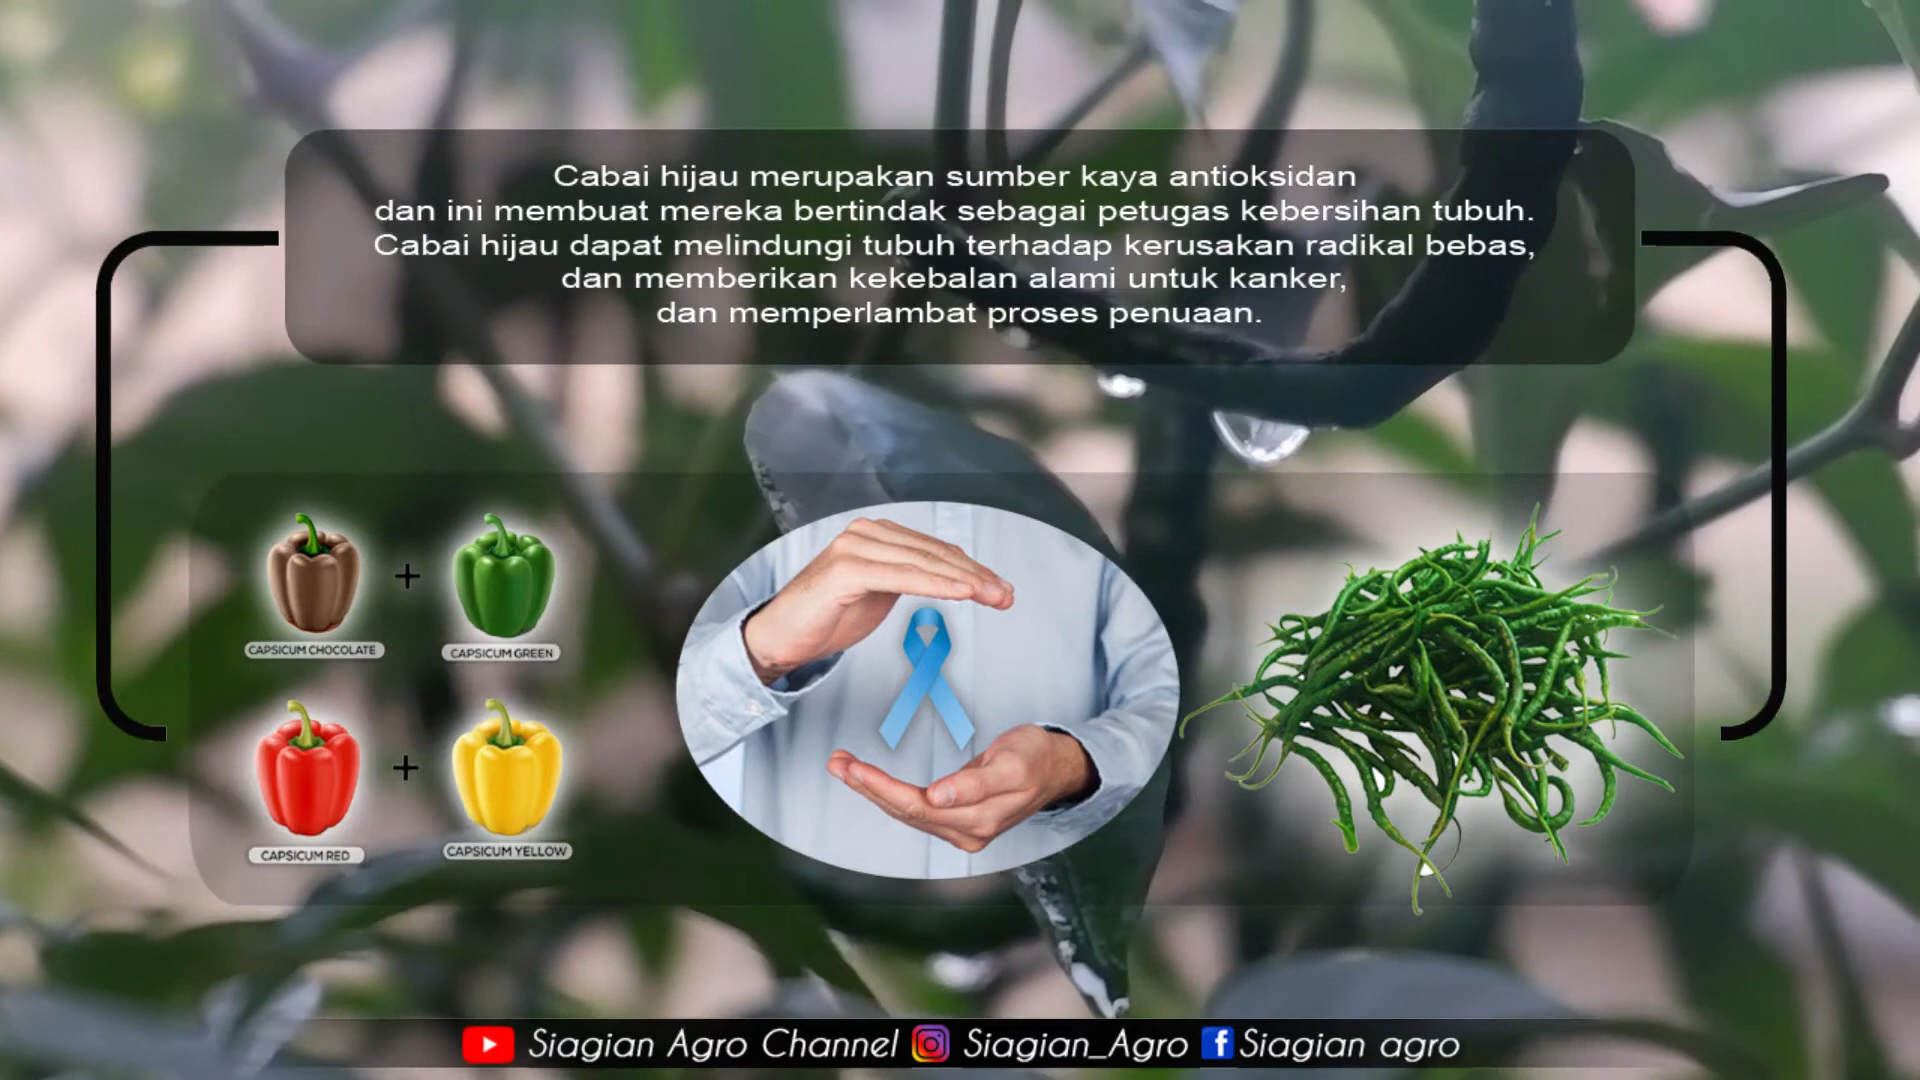 Cabai hijau merupakan sumber kaya antioksidan
dan ini membuat mereka bertindak sebagai petugas kebersihan tubuh.
Cabai hijau dapat melindungi tubuh terhadap kerusakan radikal bebas,
dan memberikan kekebalan alami untuk kanker,
dan memperlambat proses penuaan.
+
CAPSICUM CHOCOLATE
CAPSICUM GREEN
+
CAPSICUM RED
CAPSICUM YELLOW
Siagian Agro Channel Siagian_Agro Siagian agro